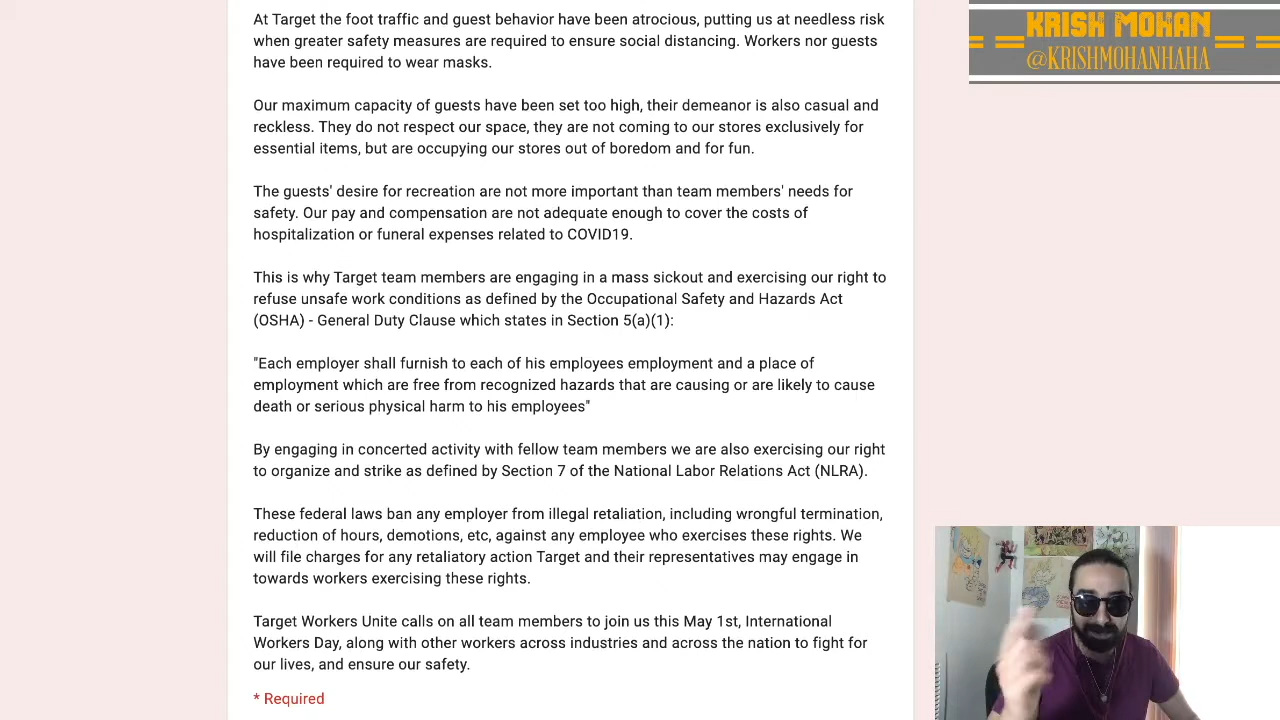 At Target the foot traffic and guest behavior have been atrocious, putting us at needless risk
when greater safety measures are required to ensure social distancing. Workers nor guests
have been required to wear masks.
Our maximum capacity of guests have been set too high, their demeanor is also casual and
reckless. They do not respect our space, they are not coming to our stores exclusively for
essential items, but are occupying our stores out of boredom and for fun.
The guests' desire for recreation are not more important than team members' needs for
safety. Our pay and compensation are not adequate enough to cover the costs of
hospitalization or funeral expenses related to COVID19.
This is why Target team members are engaging in a mass sickout and exercising our right to
refuse unsafe work conditions as defined by the Occupational Safety and Hazards Act
(OSHA) - General Duty Clause which states in Section 5(a)(1):
"Each employer shall furnish to each of his employees employment and a place of
employment which are free from recognized hazards that are causing or are likely to cause
death or serious physical harm to his employees"
By engaging in concerted activity with fellow team members we are also exercising our right
to organize and strike as defined by Section 7 of the National Labor Relations Act (NLRA).
These federal laws ban any employer from illegal retaliation, including wrongful termination,
reduction of hours, demotions, etc, against any employee who exercises these rights. We
will file charges for any retaliatory action Target and their representatives may engage in
towards workers exercising these rights.
Target Workers Unite calls on all team members to join us this May 1st, International
Workers Day, along with other workers across industries and across the nation to fight for
our lives, and ensure our safety.
* Required
KRISH MOHAN
@KRISHMOHANHAHA